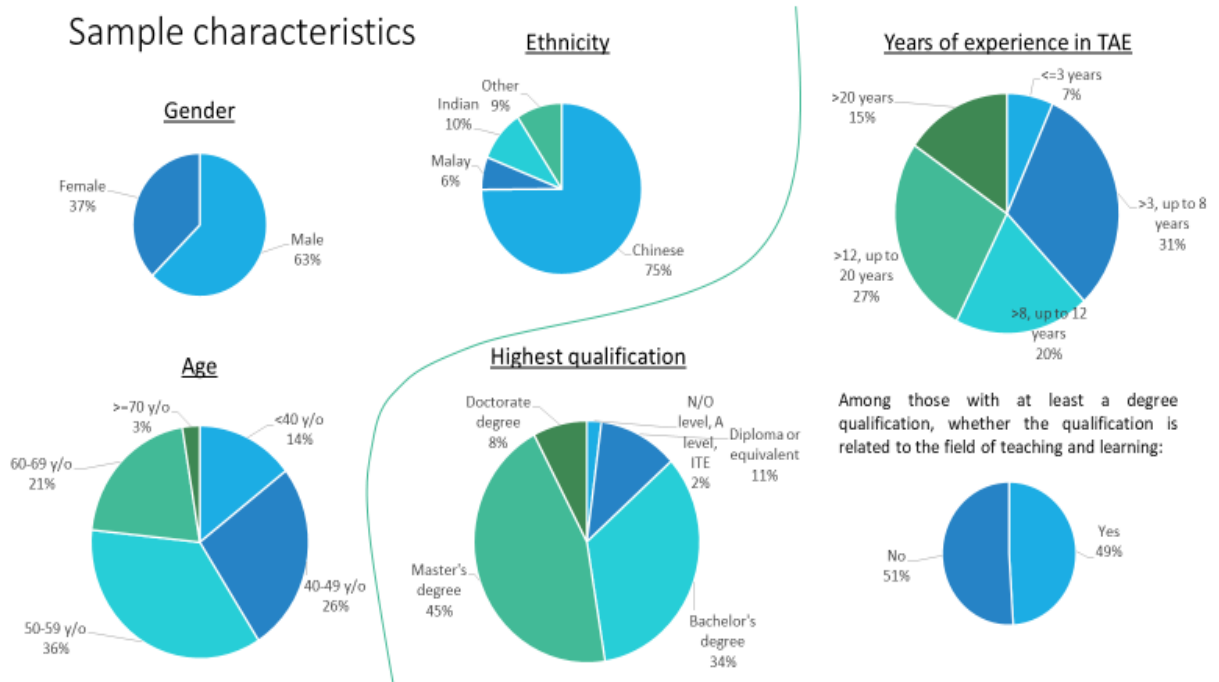 Sample characteristics
Gender
Female
37%
Male
63%
Ethnicity
Other
9%
Indian
10%
Malay
6%
Chinese
75%
Years of experience in TAE
<=3 years
7%
>20 years
15%
>3, up to 8
years
31%
>12, up to
20 years
27%
>8, up to 12
years
20%
Age
>=70 y/o
3%
<40 y/o
14%
60-69 y/o
21%
40-49 y/o
26%
50-59 y/o
36%
Highest qualification
Doctorate
degree
8%
N/O
level, A
level,
ITE
2%
Diploma or
equivalent
11%
Master's
degree
45%
Bachelor's
degree
34%
Among those with at least a degree
qualification, whether the qualification is
related to the field of teaching and learning:
Yes
49%
No
51%